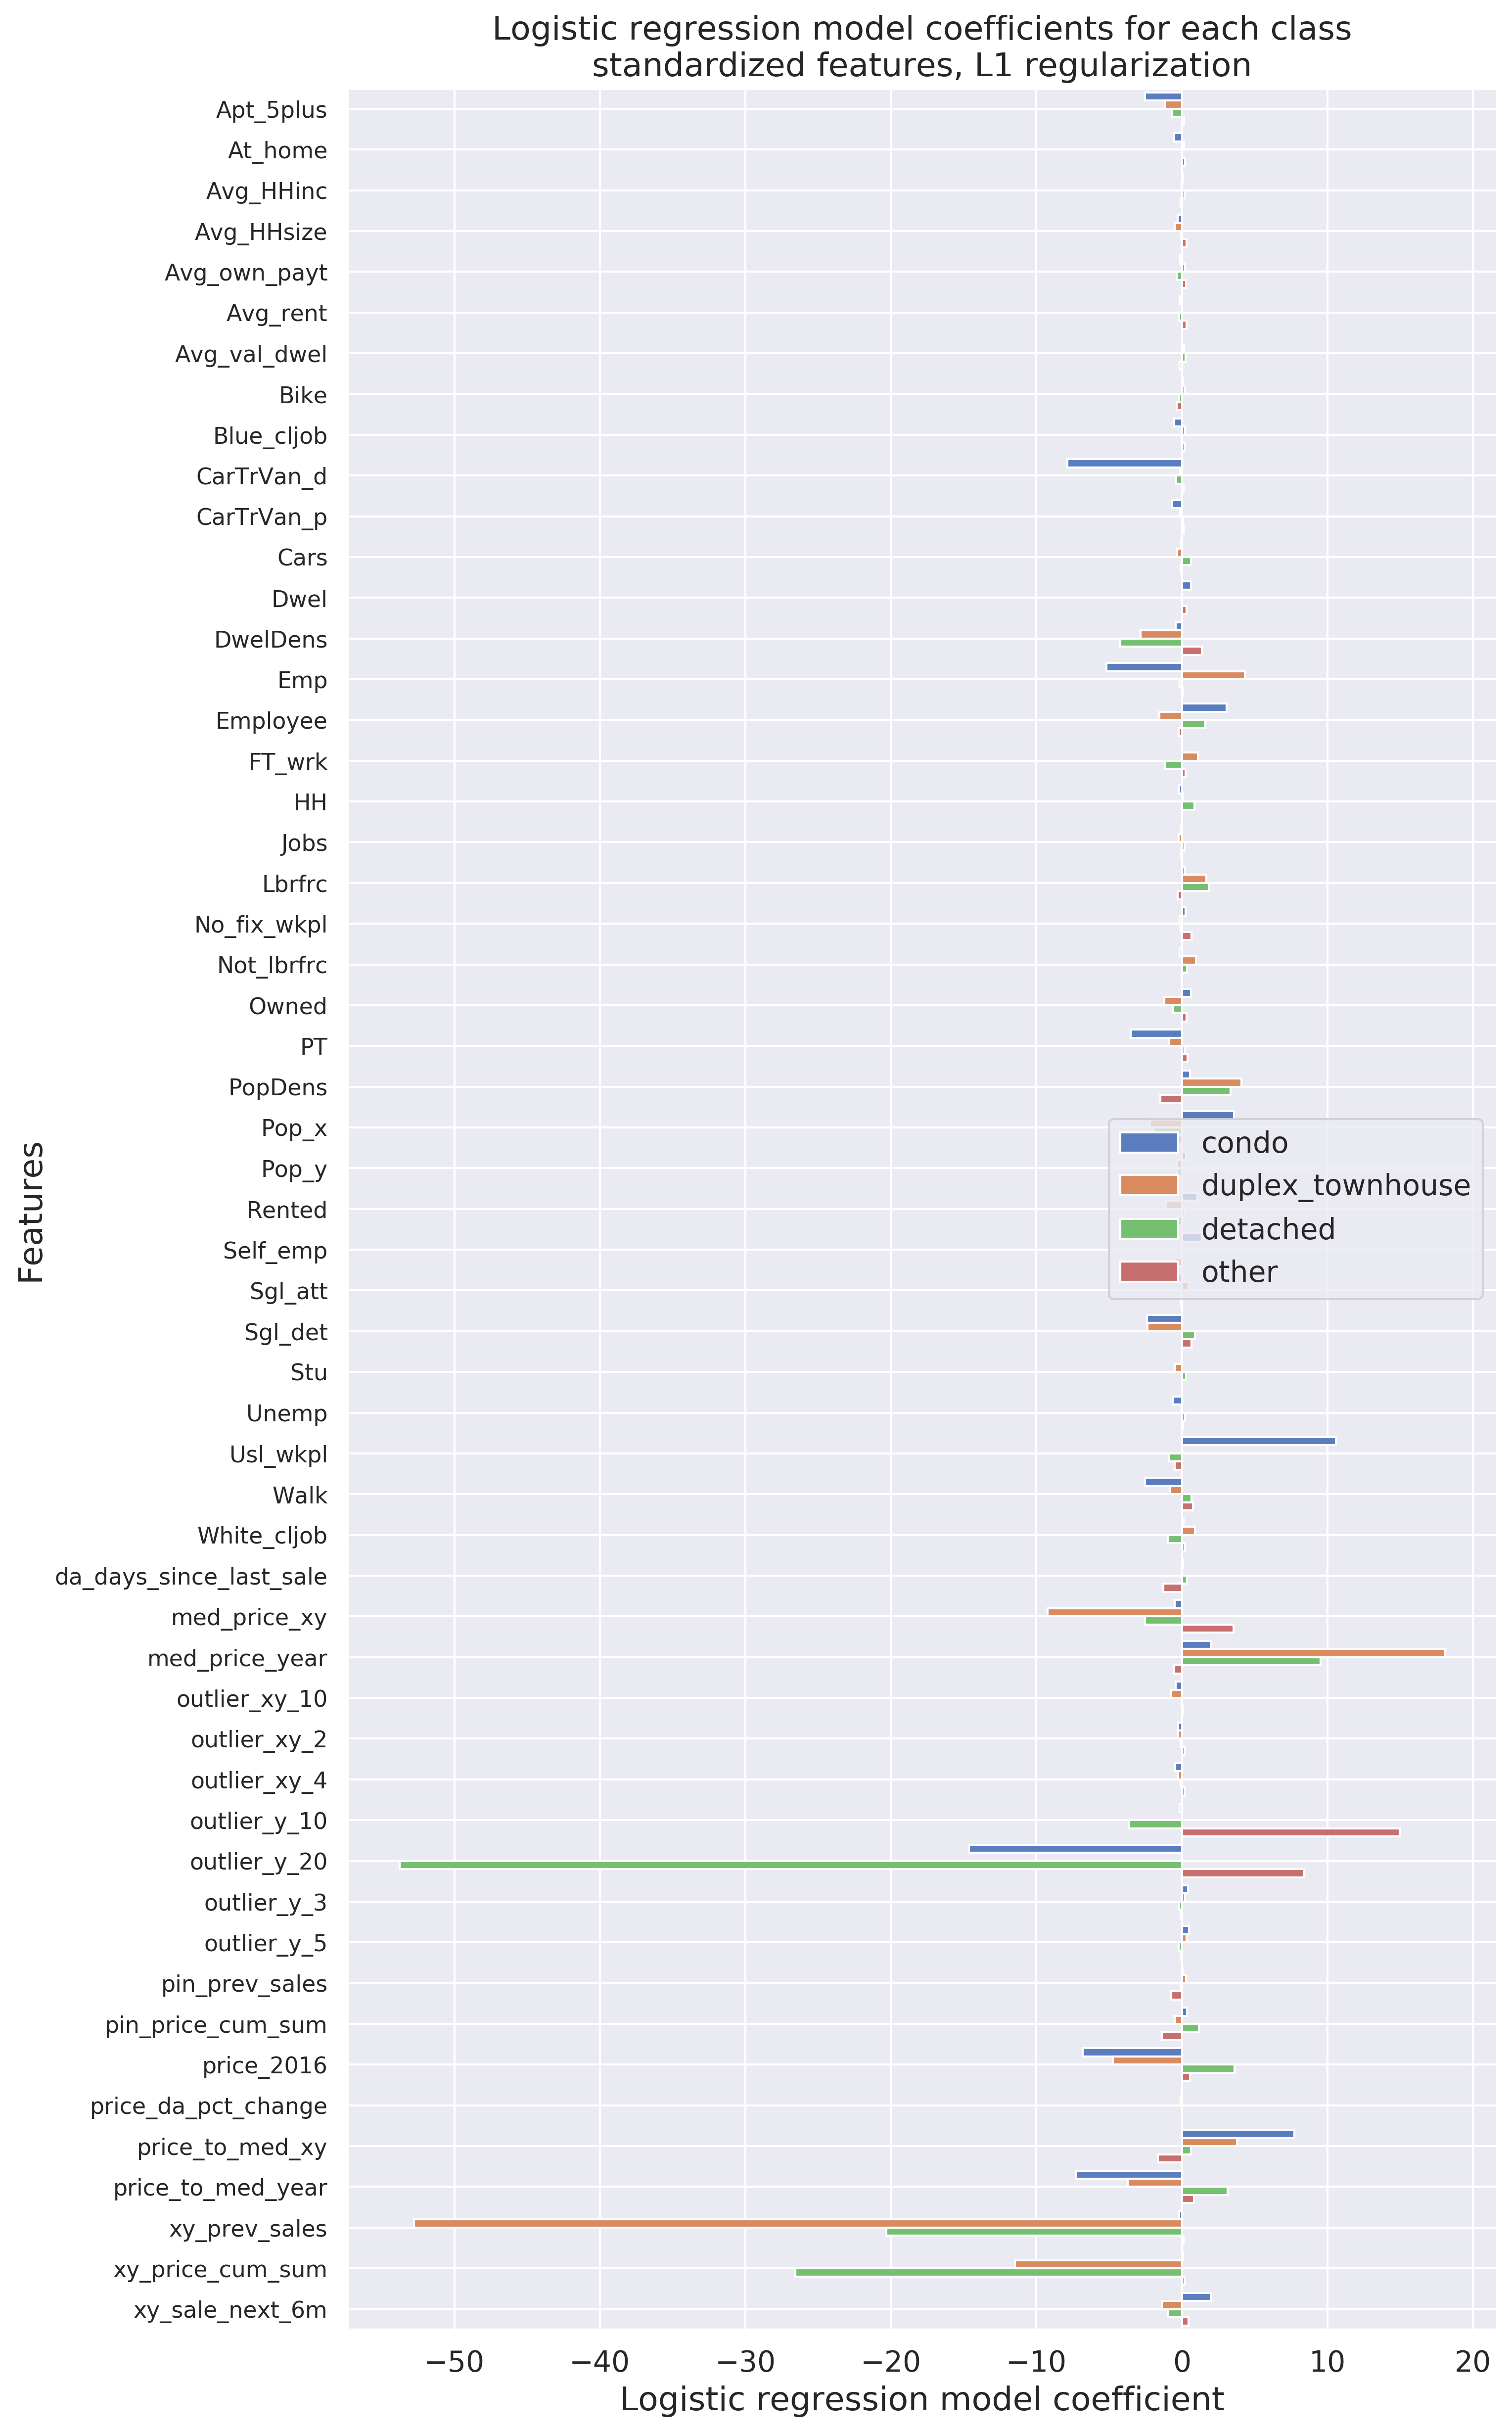 Logistic regression model coefficients for each class
standardized features, L1 regularization
Features
Apt_5plus
At_home
Avg_HHinc
Avg_HHsize
Avg_own_payt
Avg_rent
Avg_val_dwel
Bike
Blue_cljob
CarTrVan_d
CarTrVan_p
Cars
Dwel
DwelDens
Emp
Employee
FT_wrk
HH
Jobs
Lbrfrc
No_fix_wkpl
Not_lbrfrc
Owned
PT
PopDens
Pop_x
Pop_y
Rented
Self_emp
Sgl_att
Sgl_det
Stu
Unemp
Usl_wkpl
Walk
White_cljob
da_days_since_last_sale
med_price_xy
med_price_year
outlier_xy_10
outlier_xy_2
outlier_xy_4
outlier_y_10
outlier_y_20
outlier_y_3
outlier_y_5
pin_prev_sales
pin_price_cum_sum
price_2016
price_da_pct_change
price_to_med_xy
price_to_med_year
xy_prev_sales
xy_price_cum_sum
xy_sale_next_6m
condo
duplex_townhouse
detached
other
−50 −40 −30 −20 −10 0 10 20
Logistic regression model coefficient